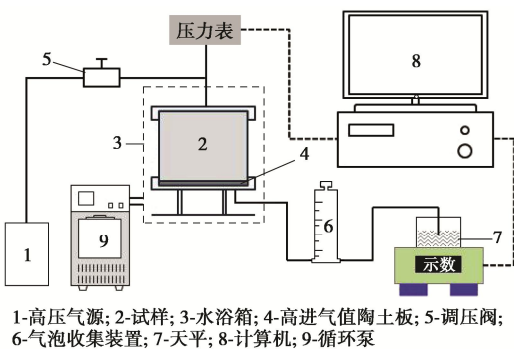 压力表
5
8
3
2
4
6
1
9
7
示数
1-高压气源; 2-试样; 3-水浴箱; 4-高进气值陶土板; 5-调压阀;
6-气泡收集装置; 7-天平; 8-计算机; 9-循环泵